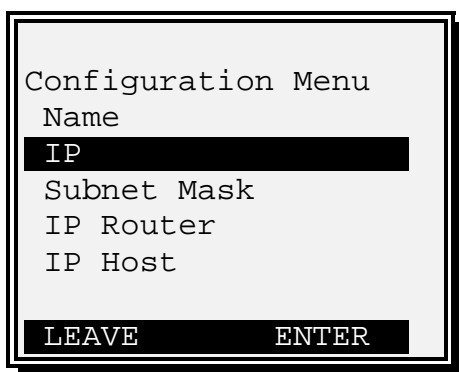 Configuration Menu
Name
IP
Subnet Mask
IP Router
IP Host
LEAVE ENTER